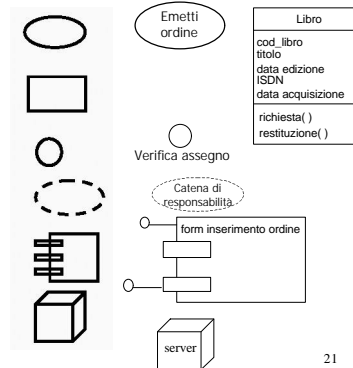 Emetti
ordine
Libro
cod_libro
titolo
data edizione
ISDN
data acquisizione
richiesta( )
restituzione( )
Verifica assegno
Catena di
responsabilità
form inserimento ordine
server
21